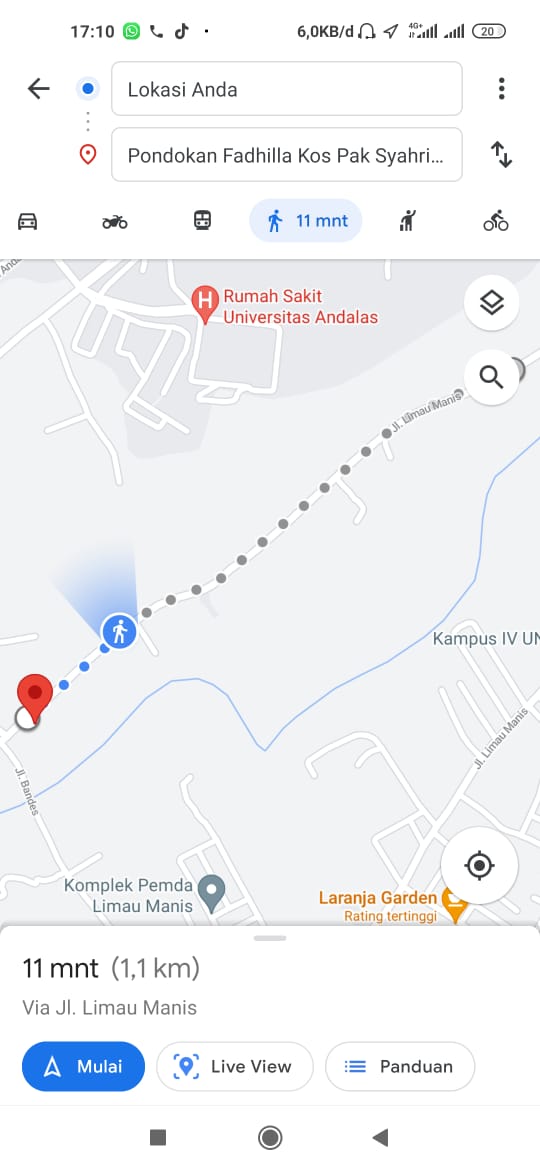 17:10
6,0KB/d
4G+
20
Lokasi Anda
Pondokan Fadhilla Kos Pak Syahri...
11 mnt
H
Rumah Sakit
Universitas Andalas
Jl. Limau Manis
Kampus IV UN
Jl. Limau Manis
Jl. Bandes
Komplek Pemda
Limau Manis
Laranja Garden
Rating tertinggi
11 mnt (1,1 km)
Via Jl. Limau Manis
Mulai
Live View
Panduan